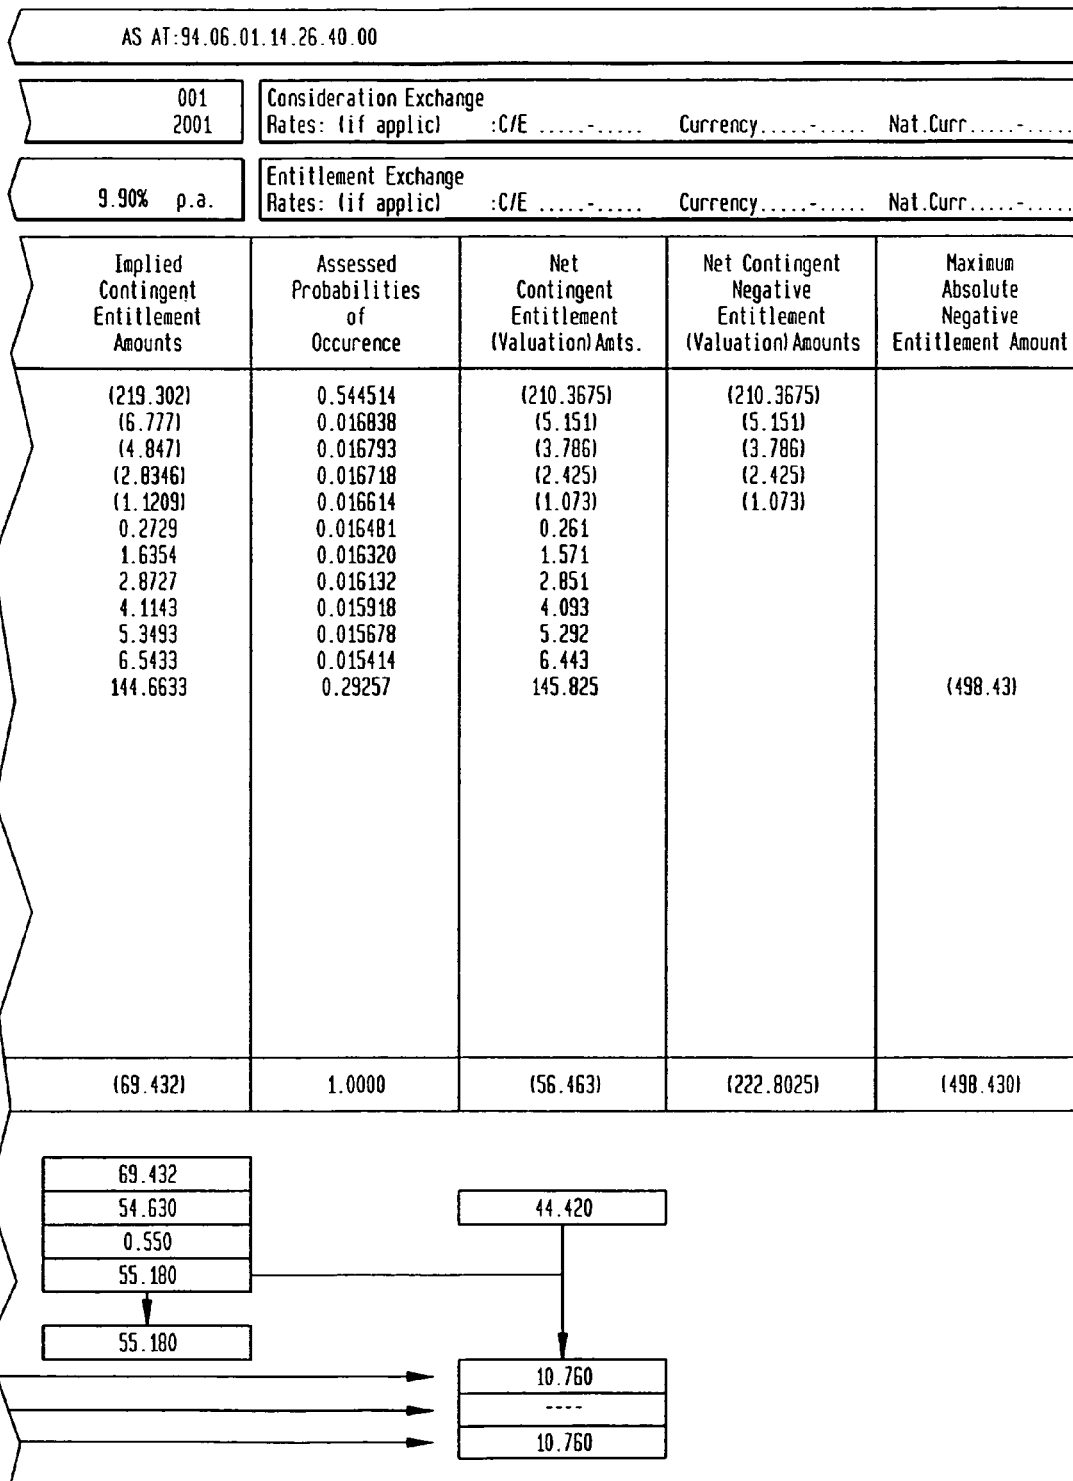 AS AT:94.06.01.14.26.40.00
001
2001
Consideration Exchange
Rates: (if applic) :C/E .....-..... Currency.....-..... Nat.Curr.....-.....
9.90% p.a.
Entitlement Exchange
Rates: (if applic) :C/E .....-..... Currency.....-..... Nat.Curr.....-.....
Implied Contingent Entitlement Amounts
Assessed Probabilities of Occurence
Net Contingent Entitlement (Valuation) Amts.
Net Contingent Negative Entitlement (Valuation) Amounts
Maximum Absolute Negative Entitlement Amount
(219.302) 0.544514 (210.3675) (210.3675)
(6.777) 0.016838 (5.151) (5.151)
(4.847) 0.016793 (3.786) (3.786)
(2.8346) 0.016718 (2.425) (2.425)
(1.1209) 0.016614 (1.073) (1.073)
0.2729 0.016481 0.261
1.6354 0.016320 1.571
2.8727 0.016132 2.851
4.1143 0.015918 4.093
5.3493 0.015678 5.292
6.5433 0.015414 6.443
144.6633 0.29257 145.825 (498.43)
(69.432) 1.0000 (56.463) (222.8025) (498.430)
69.432
54.630 44.420
0.550
55.180
55.180
10.760
----
10.760